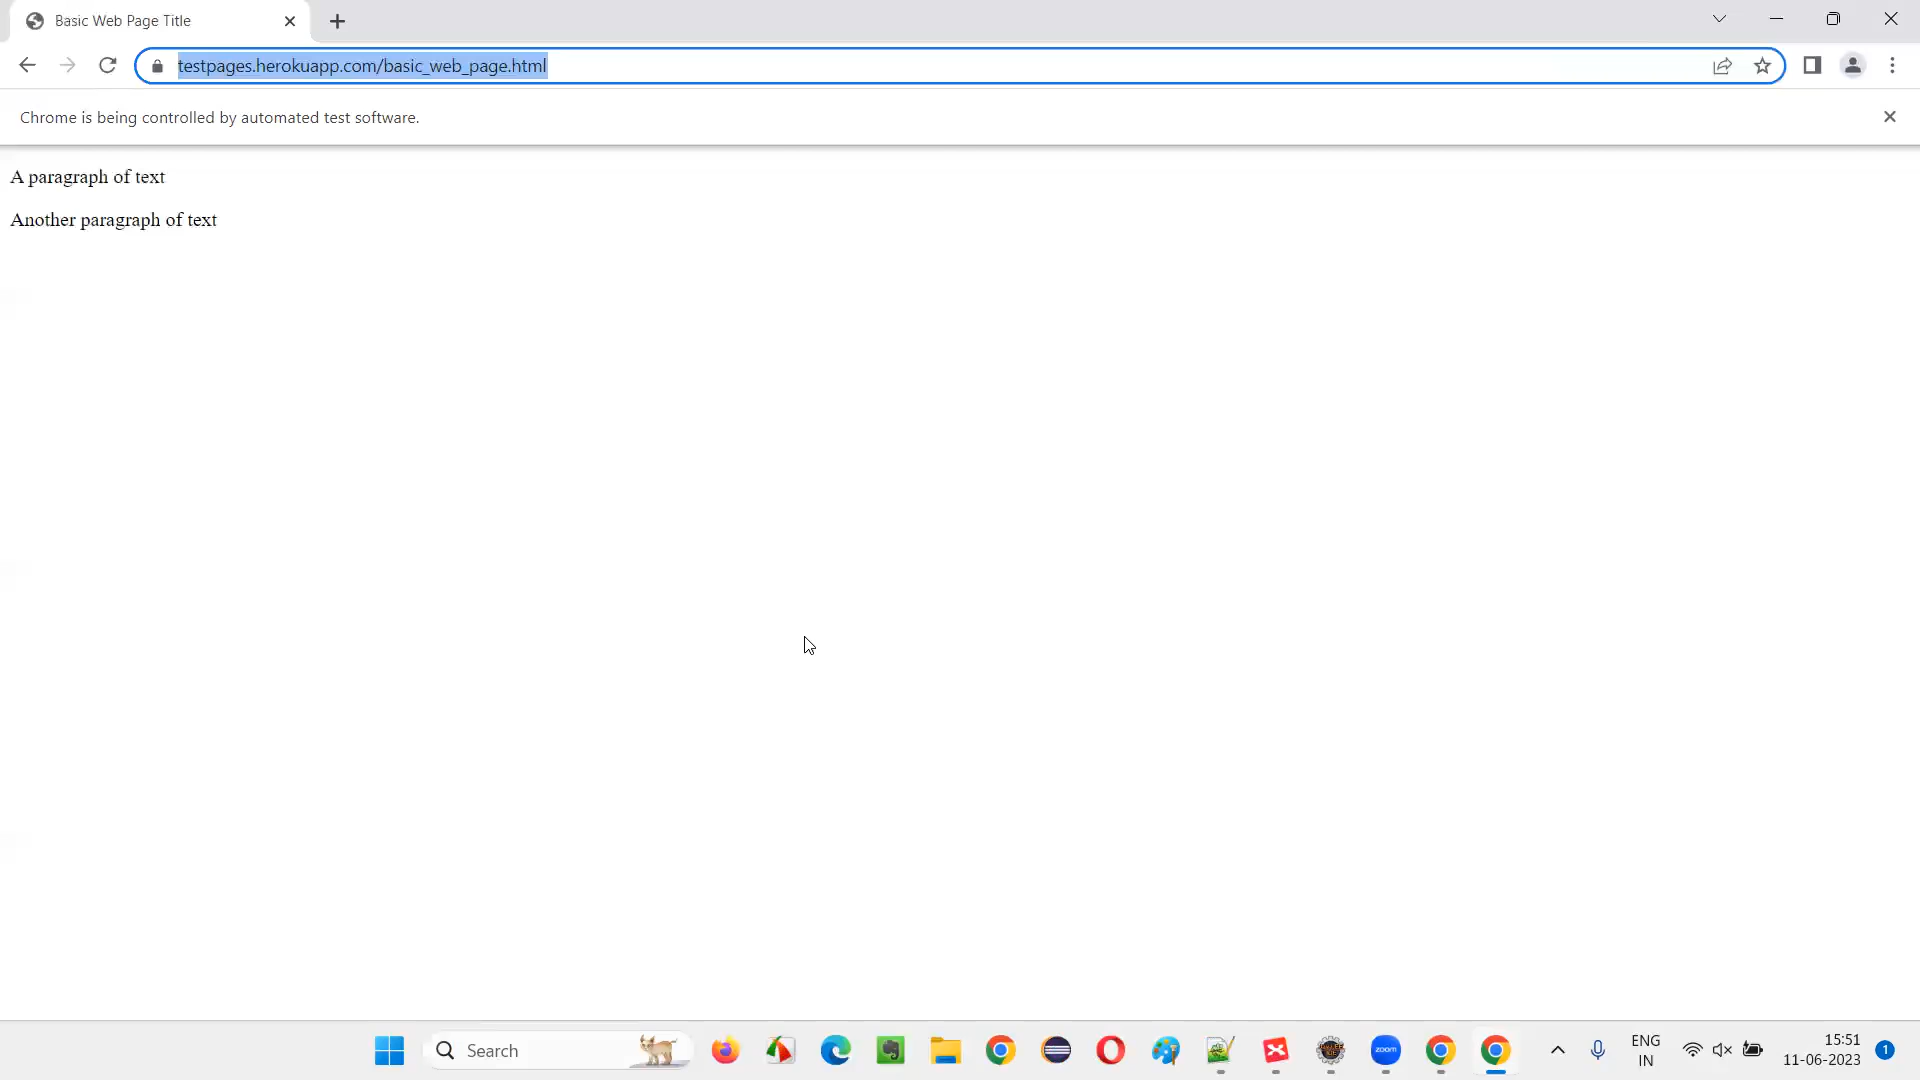 Basic Web Page Title
testpages.herokuapp.com/basic_web_page.html
Chrome is being controlled by automated test software.
A paragraph of text
Another paragraph of text
Search
zoom
ENG
IN
15:51
11-06-2023
1